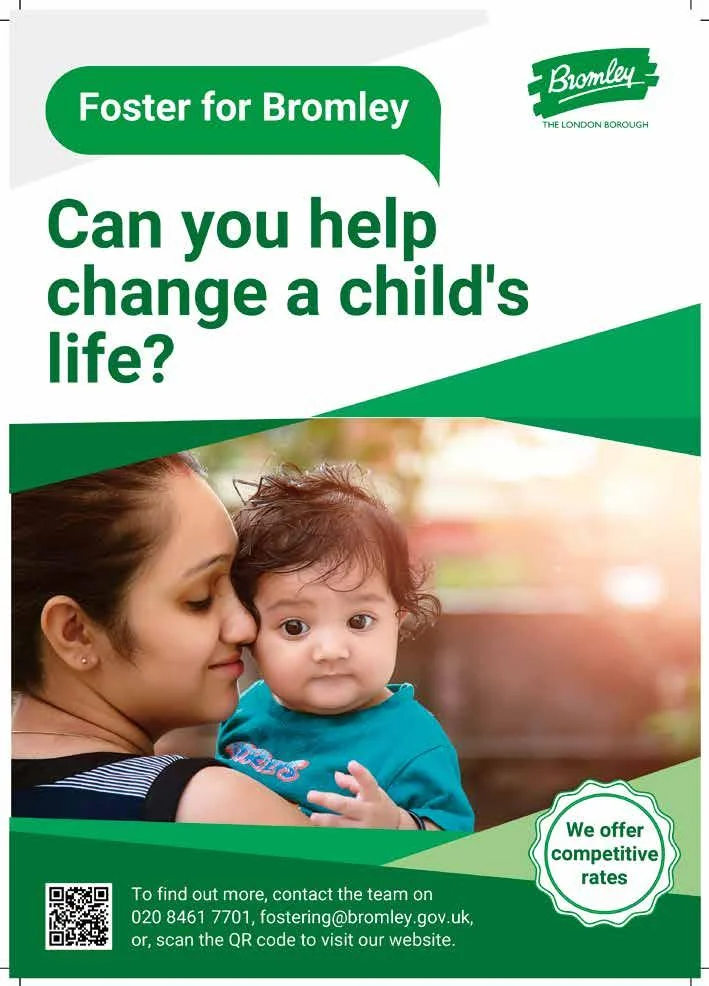 Foster for Bromley
Bromley
THE LONDON BOROUGH
Can you help
change a child's
life?
We offer
competitive
rates
To find out more, contact the team on
020 8461 7701, fostering@bromley.gov.uk,
or, scan the QR code to visit our website.